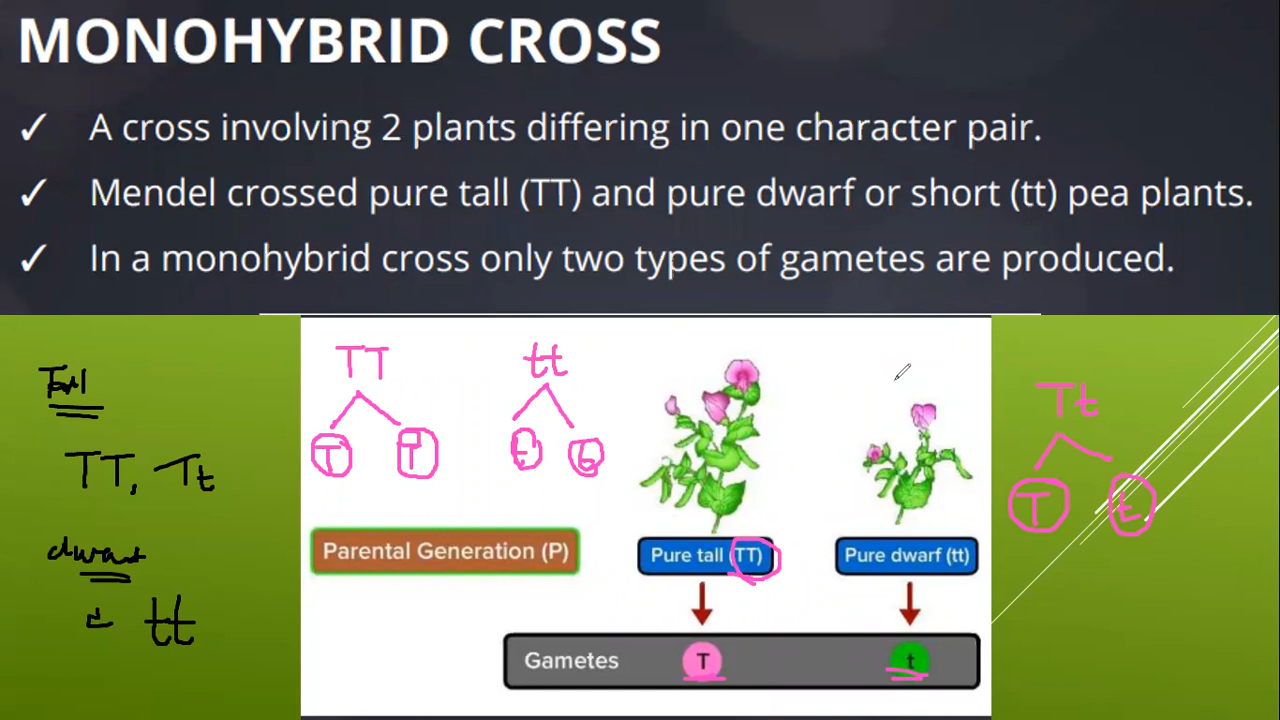 MONOHYBRID CROSS
✓ A cross involving 2 plants differing in one character pair.
✓ Mendel crossed pure tall (TT) and pure dwarf or short (tt) pea plants.
✓ In a monohybrid cross only two types of gametes are produced.
Tall
TT, Tt
dwarf
tt
TT
T T
tt
t t
Tt
T t
Parental Generation (P)
Pure tall (TT)
Pure dwarf (tt)
Gametes T t